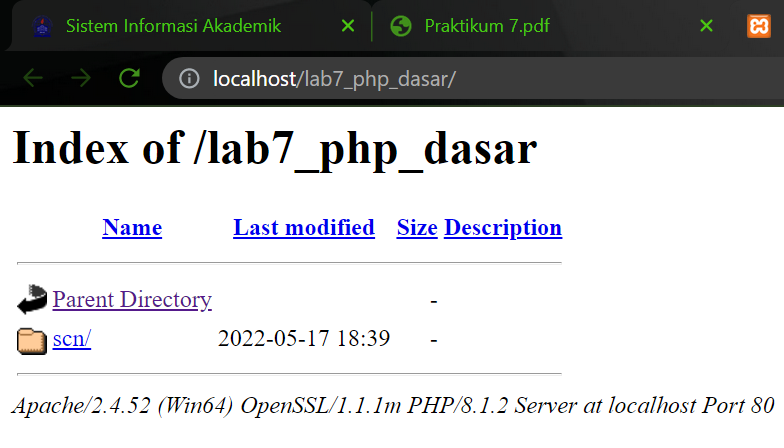 Sistem Informasi Akademik
Praktikum 7.pdf
localhost/lab7_php_dasar/
Index of /lab7_php_dasar
Name Last modified Size Description
Parent Directory -
scn/ 2022-05-17 18:39 -
Apache/2.4.52 (Win64) OpenSSL/1.1.1m PHP/8.1.2 Server at localhost Port 80